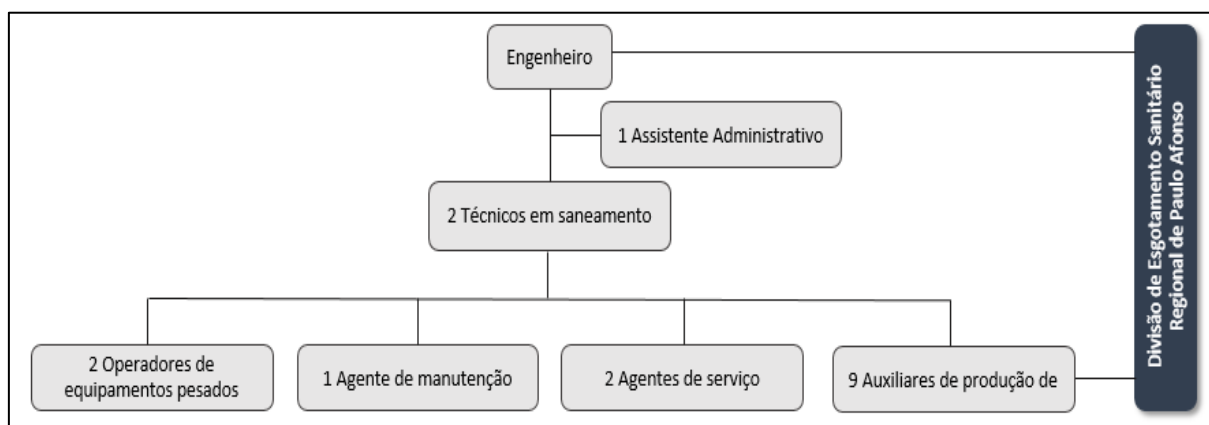 Engenheiro
1 Assistente Administrativo
2 Técnicos em saneamento
2 Operadores de
equipamentos pesados
1 Agente de manutenção
2 Agentes de serviço
9 Auxiliares de produção de
Divisão de Esgotamento Sanitário
Regional de Paulo Afonso